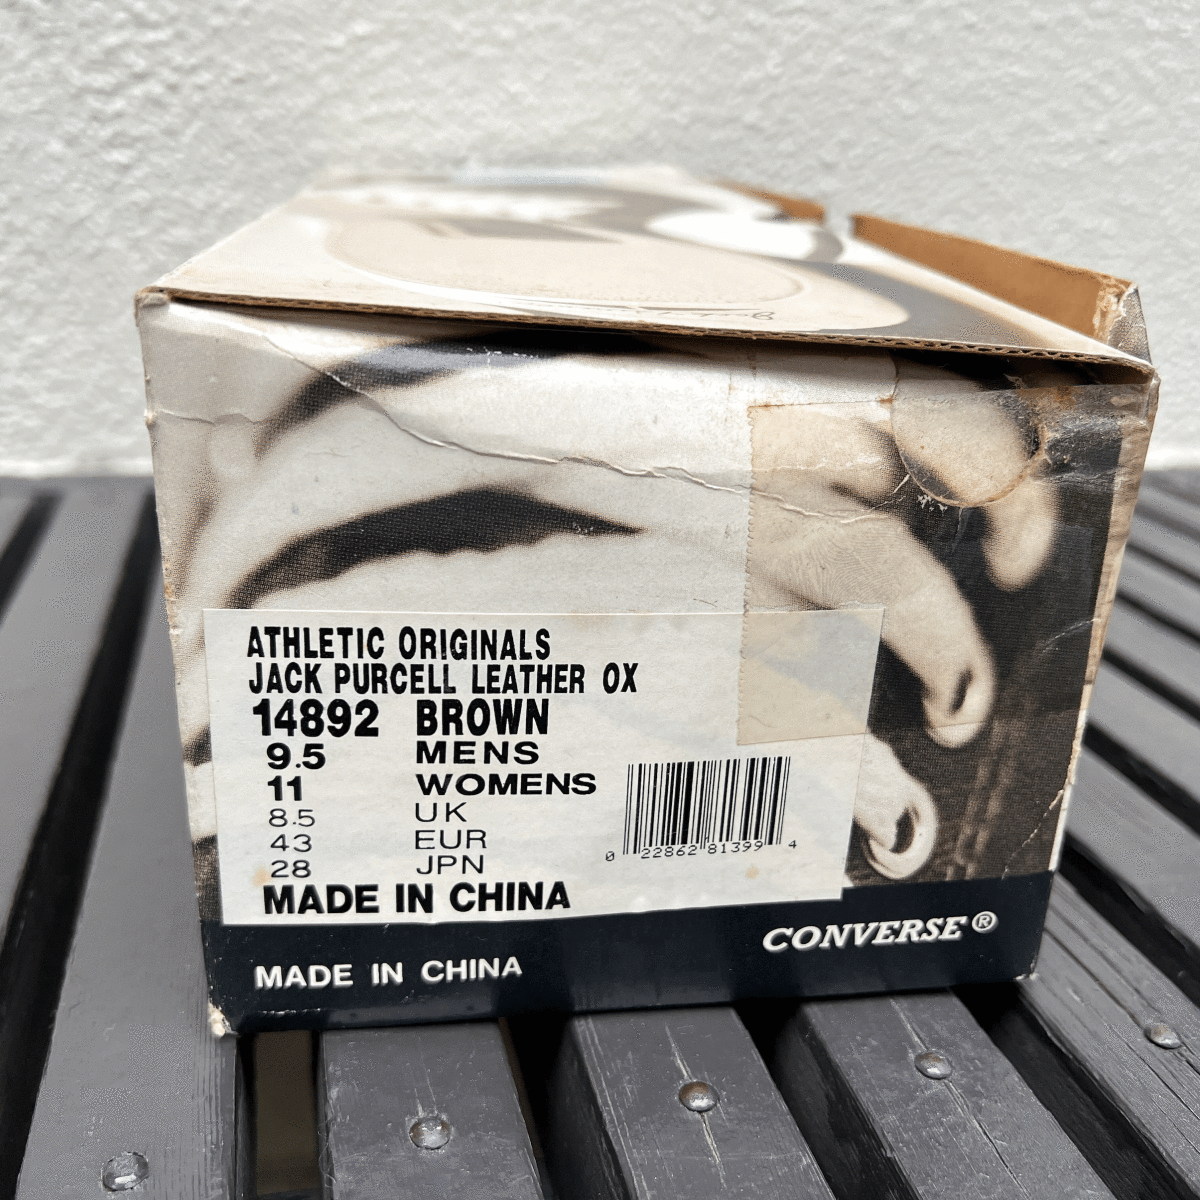 ATHLETIC ORIGINALS
JACK PURCELL LEATHER OX
14892 BROWN
9.5 MENS
11 WOMENS
8.5 UK
43 EUR
28 JPN
MADE IN CHINA
0 22862 81399 4
CONVERSE®
MADE IN CHINA